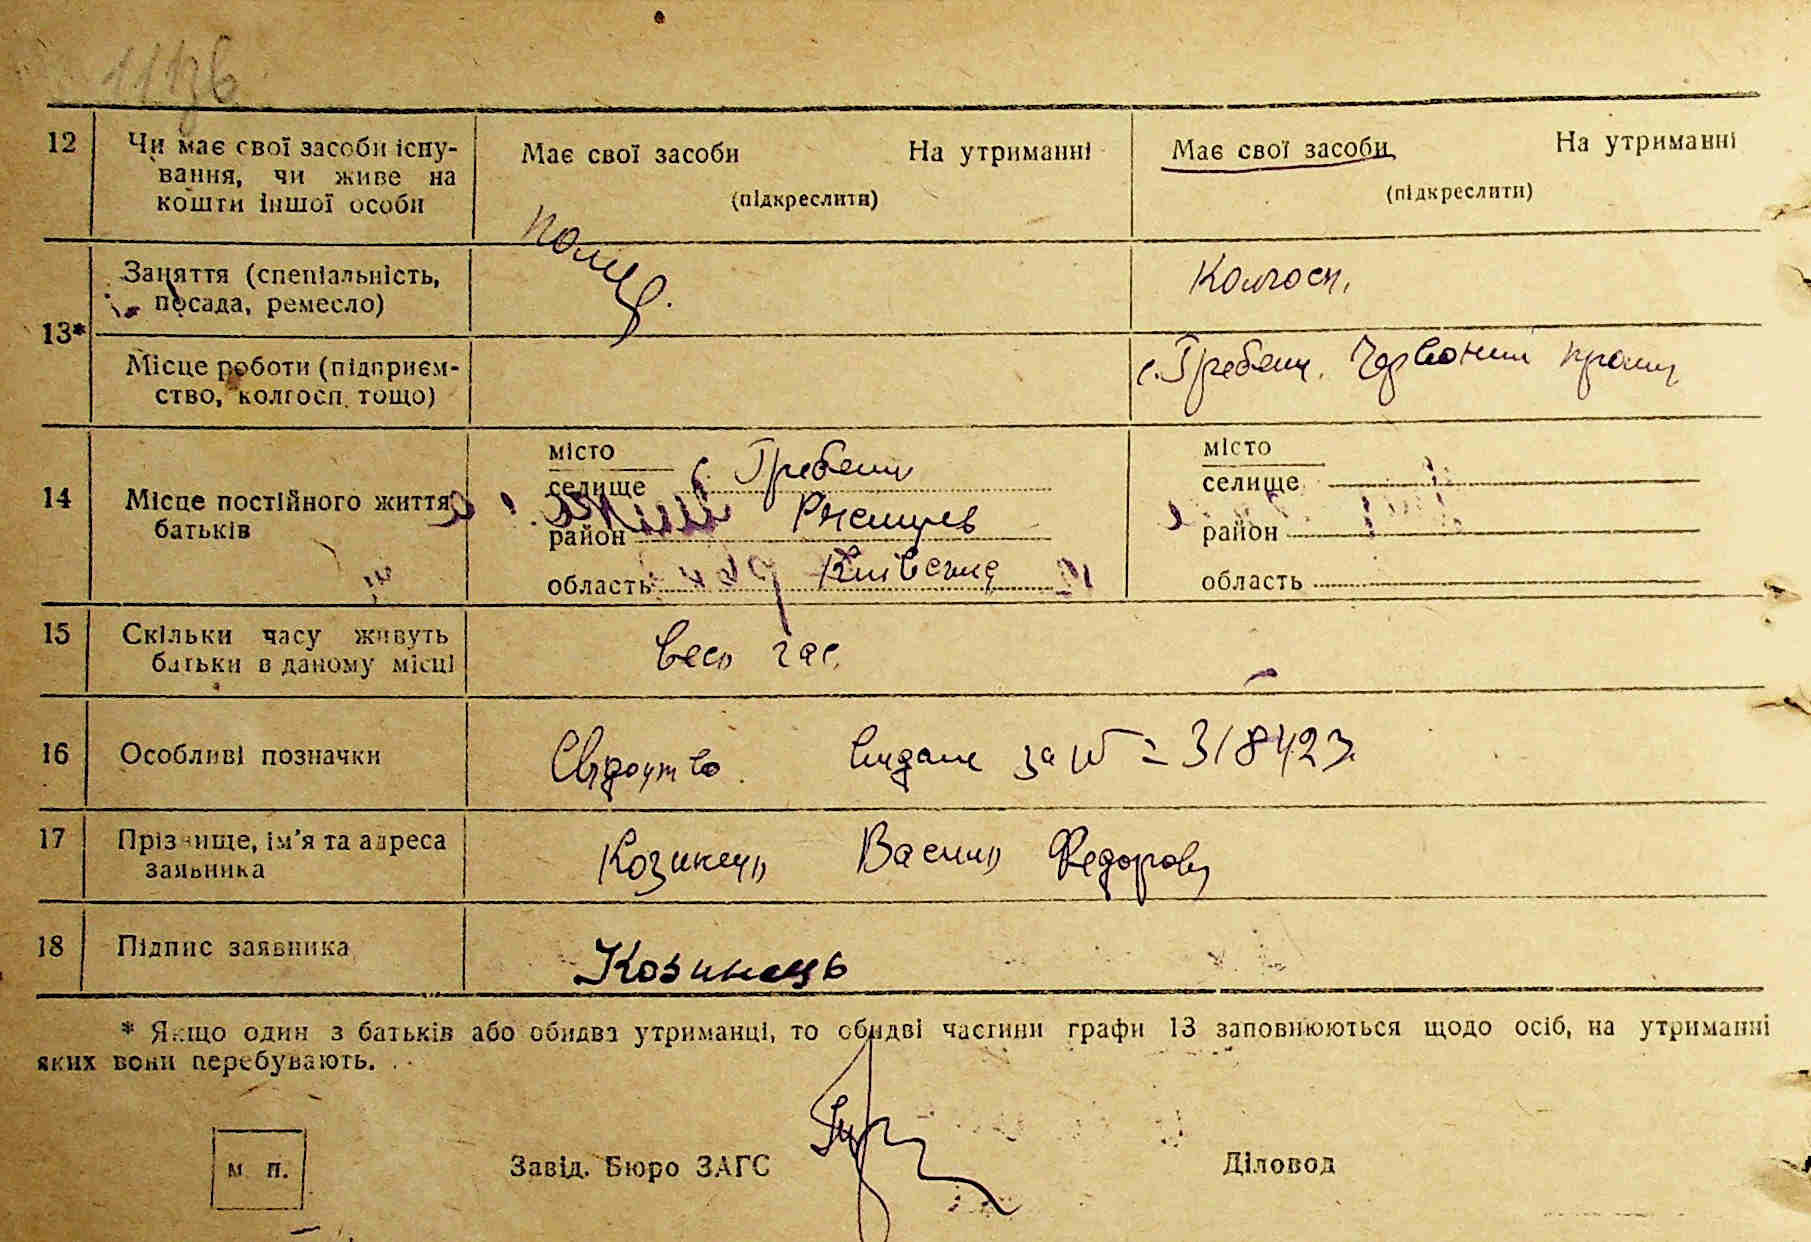 12 Чи має свої засоби існу-
вання, чи живе на
кошти іншої особи
Має свої засоби На утриманні
(підкреслити)
Має свої засоби На утриманні
(підкреслити)
13*
Заняття (спеціальність,
посада, ремесло)
Колгосп.
Місце роботи (підприєм-
ство, колгосп тощо)
с. Гребени. Червоний
14 Місце постійного життя
батьків
місто
селище с. Гребени
район Ржищев
область
місто
селище
район
область
15 Скільки часу живуть
батьки в даному місці
весь час
16 Особливі позначки
Свідоцтво видане за № 318423
17 Прізвище, ім'я та адреса
заявника
Козинець Василь Федорович
18 Підпис заявника
Козинець
* Якщо один з батьків або обидва утриманці, то обидві частини графи 13 заповнюються щодо осіб, на утриманні
яких вони перебувають.
м п.
Завід. Бюро ЗАГС
Діловод